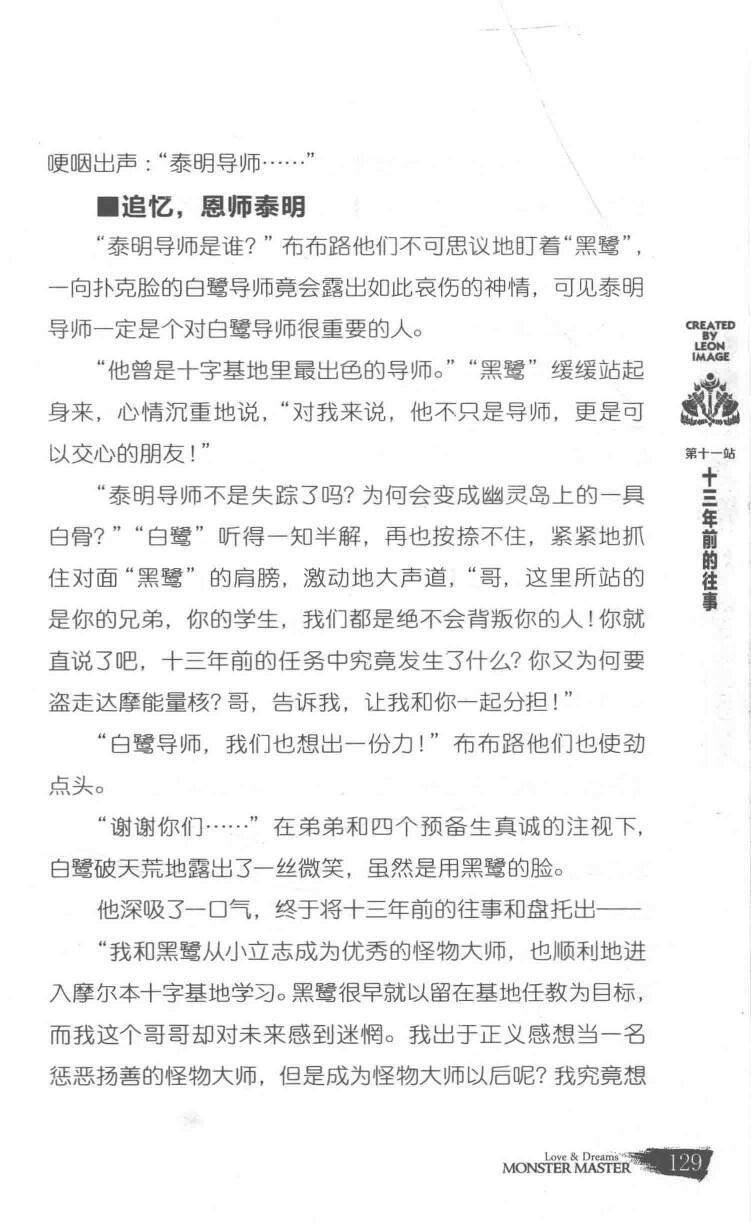 哽咽出声：“泰明导师……”
■追忆，恩师泰明
“泰明导师是谁？”布布路他们不可思议地盯着“黑鹭”，
一向扑克脸的白鹭导师竟会露出如此哀伤的神情，可见泰明
导师一定是个对白鹭导师很重要的人。
“他曾是十字基地里最出色的导师。”“黑鹭”缓缓站起
身来，心情沉重地说，“对我来说，他不只是导师，更是可
以交心的朋友！”
“泰明导师不是失踪了吗？为何会变成幽灵岛上的一具
白骨？”“白鹭”听得一知半解，再也按捺不住，紧紧地抓
住对面“黑鹭”的肩膀，激动地大声道，“哥，这里所站的
是你的兄弟，你的学生，我们都是绝不会背叛你的人！你就
直说了吧，十三年前的任务中究竟发生了什么？你又为何要
盗走达摩能量核？哥，告诉我，让我和你一起分担！”
“白鹭导师，我们也想出一份力！”布布路他们也使劲
点头。
“谢谢你们……”在弟弟和四个预备生真诚的注视下，
白鹭破天荒地露出了一丝微笑，虽然是用黑鹭的脸。
他深吸了一口气，终于将十三年前的往事和盘托出——
“我和黑鹭从小立志成为优秀的怪物大师，也顺利地进
入摩尔本十字基地学习。黑鹭很早就以留在基地任教为目标，
而我这个哥哥却对未来感到迷惘。我出于正义感想当一名
惩恶扬善的怪物大师，但是成为怪物大师以后呢？我究竟想
CREATED
BY
LEON
IMAGE
第十一站
十三年前的往事
Love & Dreams
MONSTER MASTER
129